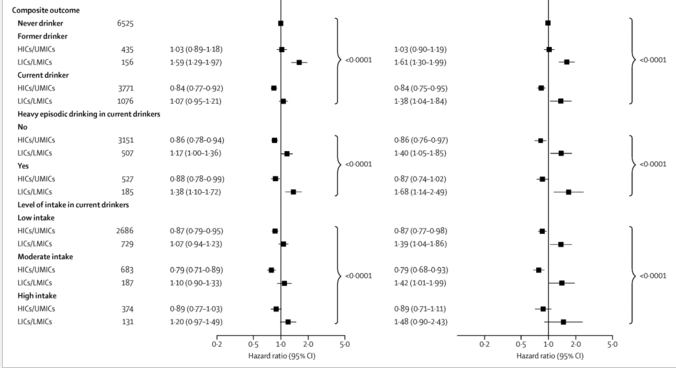 Composite outcome
Never drinker 6525
Former drinker
HICs/UMICs 435 1·03 (0·89–1·18) 1·03 (0·90–1·19)
LICs/LMICs 156 1·59 (1·29–1·97) <0·0001 1·61 (1·30–1·99) <0·0001
Current drinker
HICs/UMICs 3771 0·84 (0·77–0·92) 0·84 (0·75–0·95)
LICs/LMICs 1076 1·07 (0·95–1·21) 1·38 (1·04–1·84)
Heavy episodic drinking in current drinkers
No
HICs/UMICs 3151 0·86 (0·78–0·94) 0·86 (0·76–0·97)
LICs/LMICs 507 1·17 (1·00–1·36) 1·40 (1·05–1·85)
Yes <0·0001 <0·0001
HICs/UMICs 527 0·88 (0·78–0·99) 0·87 (0·74–1·02)
LICs/LMICs 185 1·38 (1·10–1·72) 1·68 (1·14–2·49)
Level of intake in current drinkers
Low intake
HICs/UMICs 2686 0·87 (0·79–0·95) 0·87 (0·77–0·98)
LICs/LMICs 729 1·07 (0·94–1·23) 1·39 (1·04–1·86)
Moderate intake
HICs/UMICs 683 0·79 (0·71–0·89) <0·0001 0·79 (0·68–0·93) <0·0001
LICs/LMICs 187 1·10 (0·90–1·33) 1·42 (1·01–1·99)
High intake
HICs/UMICs 374 0·89 (0·77–1·03) 0·89 (0·71–1·11)
LICs/LMICs 131 1·20 (0·97–1·49) 1·48 (0·90–2·43)
0·2 0·5 1·0 2·0 5·0 0·2 0·5 1·0 2·0 5·0
Hazard ratio (95% CI) Hazard ratio (95% CI)